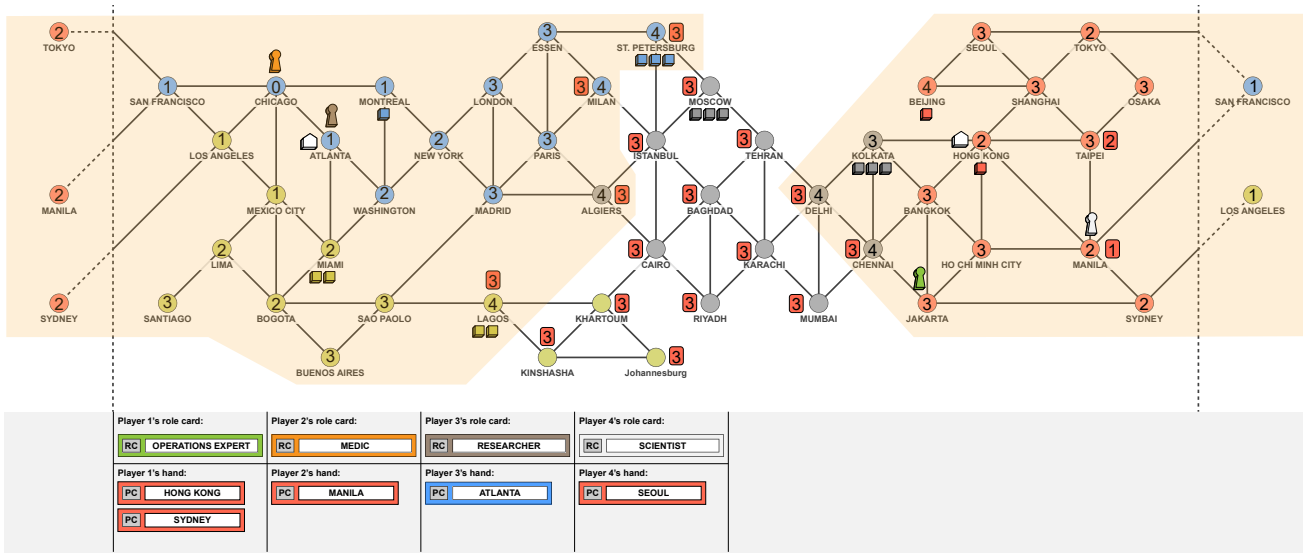 3
4
3
ESSEN
ST. PETERSBURG
2
TOKYO
3
SEOUL
2
TOKYO
1
SAN FRANCISCO
0
CHICAGO
1
MONTREAL
3
LONDON
3
4
MILAN
3
MOSCOW
4
BEIJING
3
SHANGHAI
3
OSAKA
1
SAN FRANCISCO
1
LOS ANGELES
1
ATLANTA
2
NEW YORK
3
PARIS
3
ISTANBUL
3
TEHRAN
3
KOLKATA
2
HONG KONG
3
2
TAIPEI
2
MANILA
1
MEXICO CITY
2
WASHINGTON
3
MADRID
4
3
ALGIERS
3
BAGHDAD
3
4
DELHI
3
BANGKOK
1
LOS ANGELES
2
LIMA
2
MIAMI
3
CAIRO
3
KARACHI
3
4
CHENNAI
3
HO CHI MINH CITY
2
1
MANILA
2
SYDNEY
3
SANTIAGO
2
BOGOTA
3
SAO PAOLO
3
4
LAGOS
3
KHARTOUM
3
RIYADH
3
MUMBAI
3
JAKARTA
2
SYDNEY
3
BUENOS AIRES
3
KINSHASHA
3
Johannesburg
Player 1's role card:
Player 2's role card:
Player 3's role card:
Player 4's role card:
RC OPERATIONS EXPERT
RC MEDIC
RC RESEARCHER
RC SCIENTIST
Player 1's hand:
Player 2's hand:
Player 3's hand:
Player 4's hand:
PC HONG KONG
PC MANILA
PC ATLANTA
PC SEOUL
PC SYDNEY